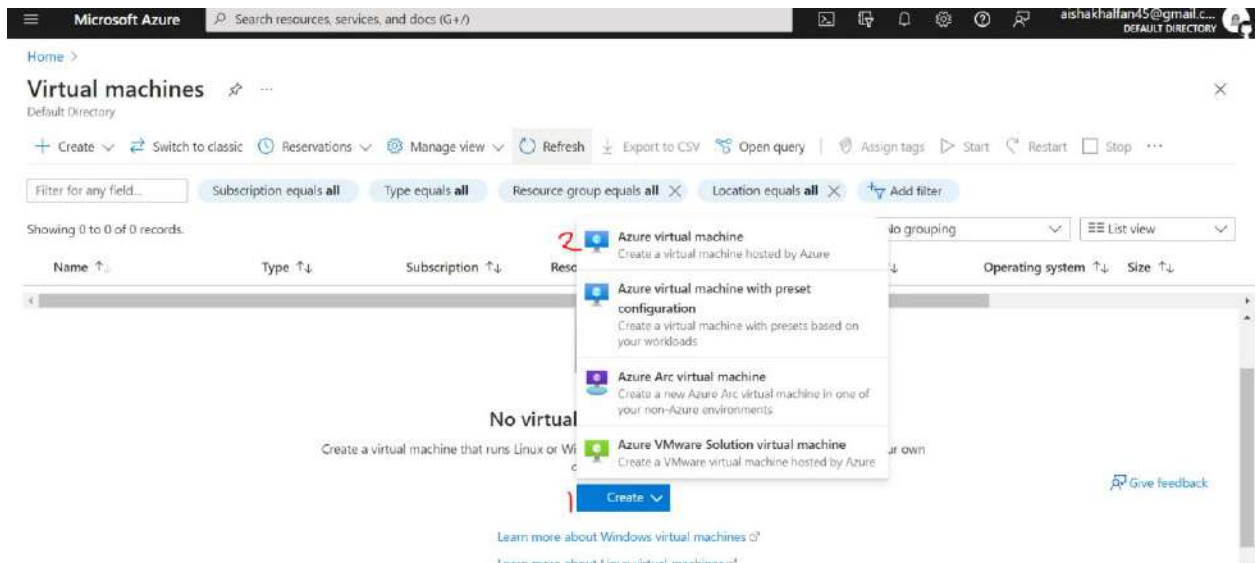 Microsoft Azure
Search resources, services, and docs (G+/)
aishakhalfan45@gmail.c...
DEFAULT DIRECTORY
Home >
Virtual machines ...
Default Directory
+ Create Switch to classic Reservations Manage view Refresh Export to CSV Open query | Assign tags Start Restart Stop ...
Filter for any field... Subscription equals all Type equals all Resource group equals all × Location equals all × Add filter
Showing 0 to 0 of 0 records.
No grouping List view
Name ↑↓ Type ↑↓ Subscription ↑↓ Operating system ↑↓ Size ↑↓
2 Azure virtual machine
Create a virtual machine hosted by Azure
Azure virtual machine with preset
configuration
Create a virtual machine with presets based on
your workloads
Azure Arc virtual machine
Create a new Azure Arc virtual machine in one of
your non-Azure environments
Azure VMware Solution virtual machine
Create a VMware virtual machine hosted by Azure
No virtual
Create a virtual machine that runs Linux or Wi
ur own
Give feedback
1 Create
Learn more about Windows virtual machines